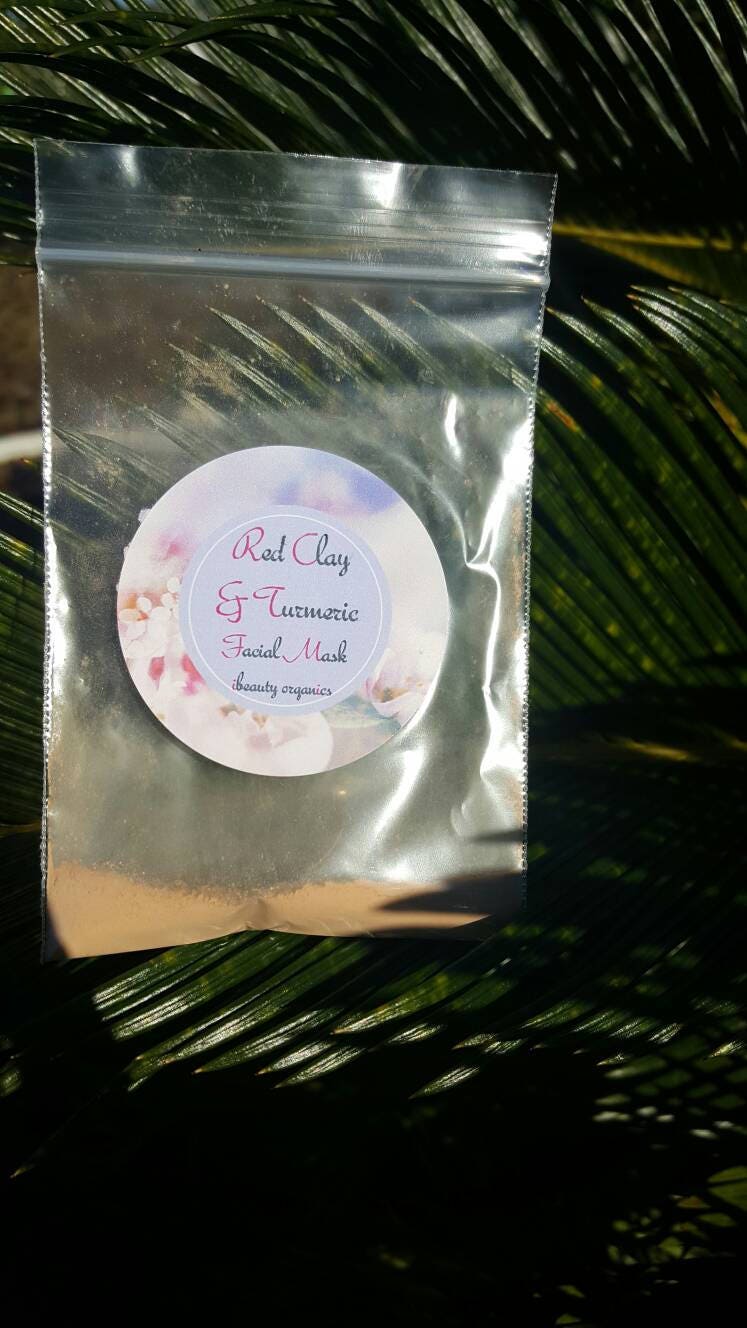 Red Clay
& Turmeric
Facial Mask
ibeauty organics